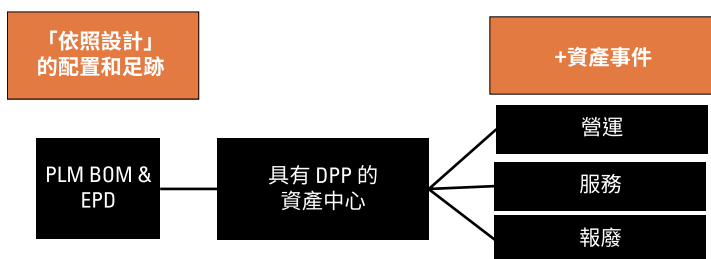 「依照設計」
的配置和足跡
+資產事件
PLM BOM &
EPD
具有 DPP 的
資產中心
營運
服務
報廢